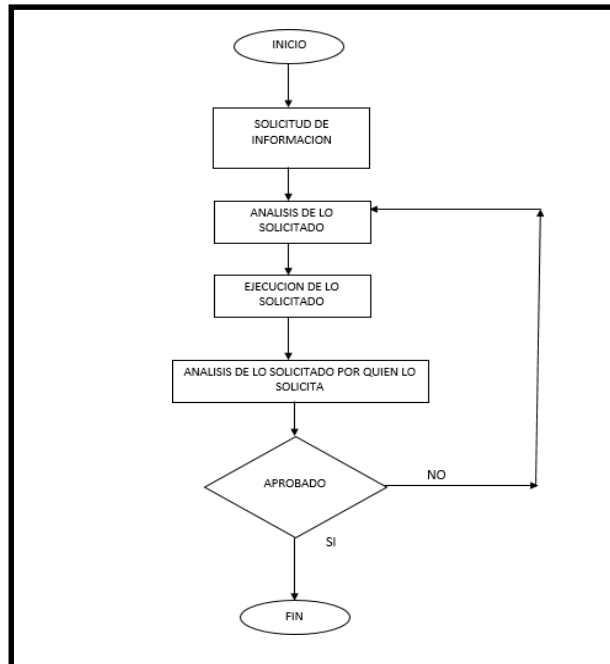 INICIO
SOLICITUD DE
INFORMACION
ANALISIS DE LO
SOLICITADO
EJECUCION DE LO
SOLICITADO
ANALISIS DE LO SOLICITADO POR QUIEN LO
SOLICITA
APROBADO
NO
SI
FIN